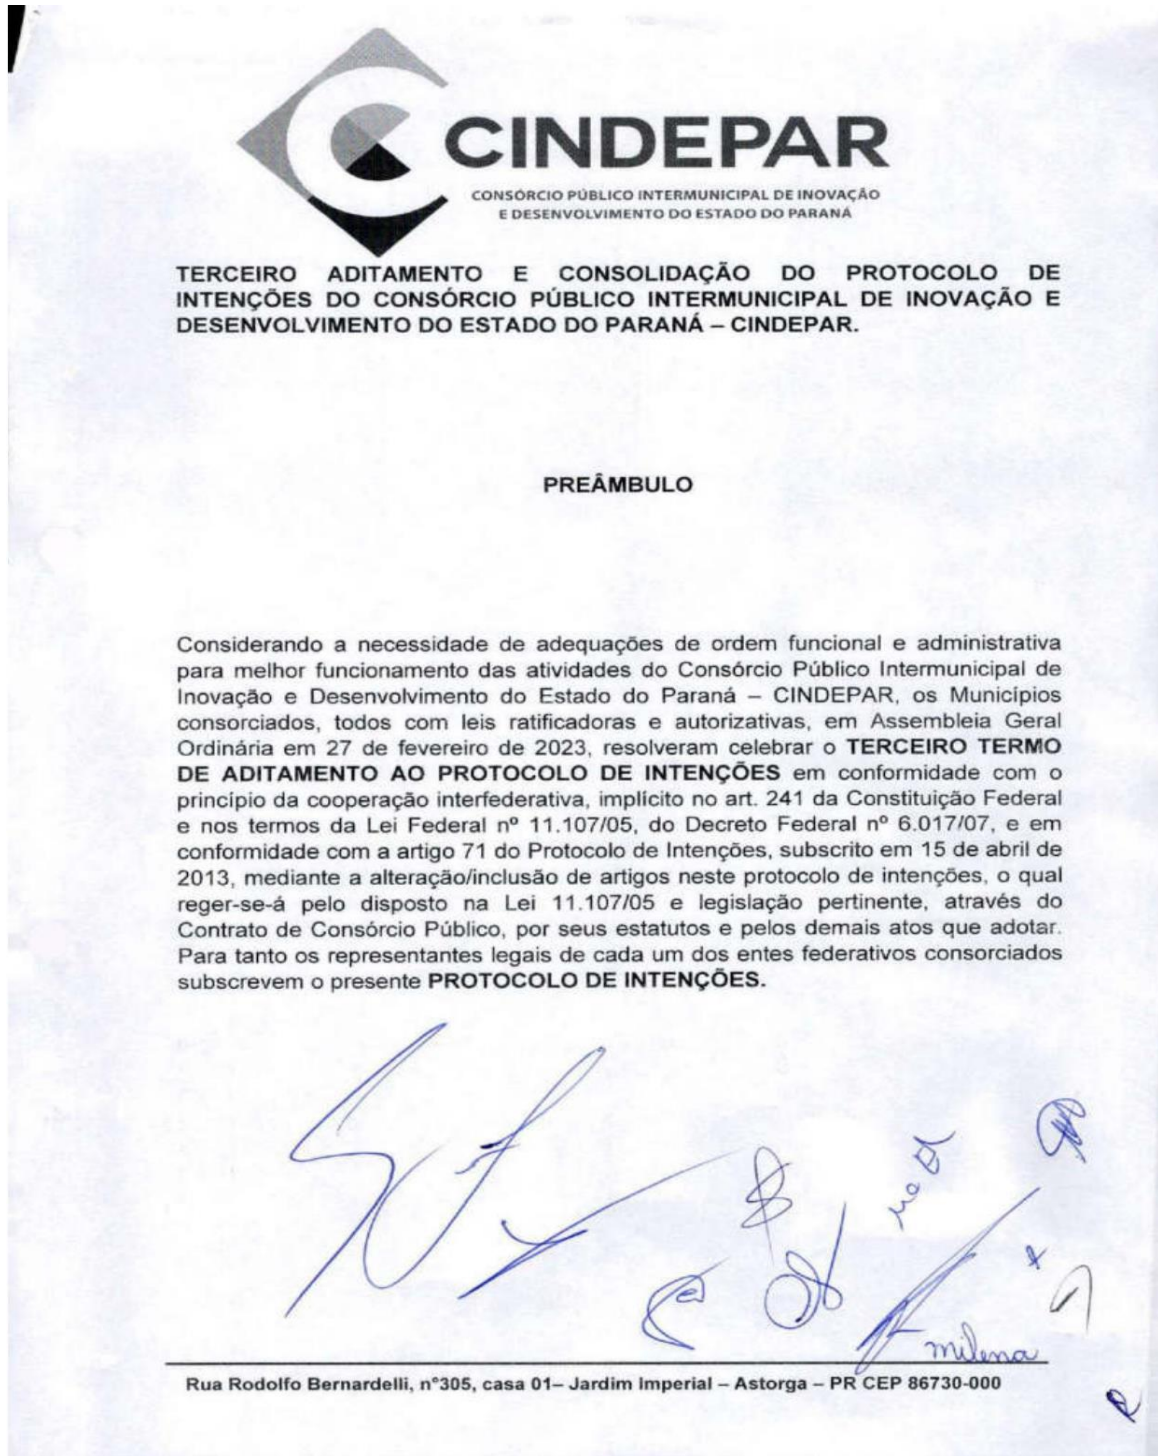 CINDEPAR
CONSÓRCIO PÚBLICO INTERMUNICIPAL DE INOVAÇÃO
E DESENVOLVIMENTO DO ESTADO DO PARANÁ
TERCEIRO ADITAMENTO E CONSOLIDAÇÃO DO PROTOCOLO DE
INTENÇÕES DO CONSÓRCIO PÚBLICO INTERMUNICIPAL DE INOVAÇÃO E
DESENVOLVIMENTO DO ESTADO DO PARANÁ – CINDEPAR.
PREÂMBULO
Considerando a necessidade de adequações de ordem funcional e administrativa
para melhor funcionamento das atividades do Consórcio Público Intermunicipal de
Inovação e Desenvolvimento do Estado do Paraná – CINDEPAR, os Municípios
consorciados, todos com leis ratificadoras e autorizativas, em Assembleia Geral
Ordinária em 27 de fevereiro de 2023, resolveram celebrar o TERCEIRO TERMO
DE ADITAMENTO AO PROTOCOLO DE INTENÇÕES em conformidade com o
princípio da cooperação interfederativa, implícito no art. 241 da Constituição Federal
e nos termos da Lei Federal nº 11.107/05, do Decreto Federal nº 6.017/07, e em
conformidade com a artigo 71 do Protocolo de Intenções, subscrito em 15 de abril de
2013, mediante a alteração/inclusão de artigos neste protocolo de intenções, o qual
reger-se-á pelo disposto na Lei 11.107/05 e legislação pertinente, através do
Contrato de Consórcio Público, por seus estatutos e pelos demais atos que adotar.
Para tanto os representantes legais de cada um dos entes federativos consorciados
subscrevem o presente PROTOCOLO DE INTENÇÕES.
milena
Rua Rodolfo Bernardelli, n°305, casa 01– Jardim Imperial – Astorga – PR CEP 86730-000